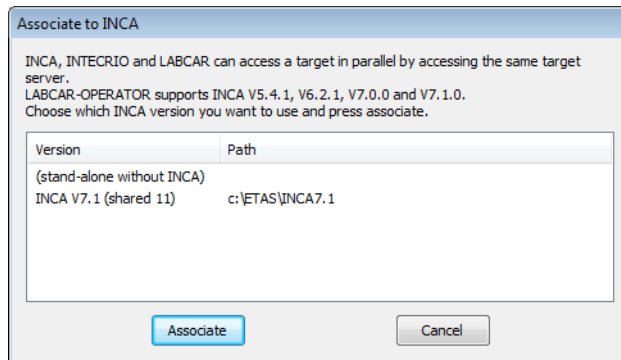 Associate to INCA
INCA, INTECRIO and LABCAR can access a target in parallel by accessing the same target
server.
LABCAR-OPERATOR supports INCA V5.4.1, V6.2.1, V7.0.0 and V7.1.0.
Choose which INCA version you want to use and press associate.
Version Path
(stand-alone without INCA)
INCA V7.1 (shared 11) c:\ETAS\INCA7.1
Associate Cancel